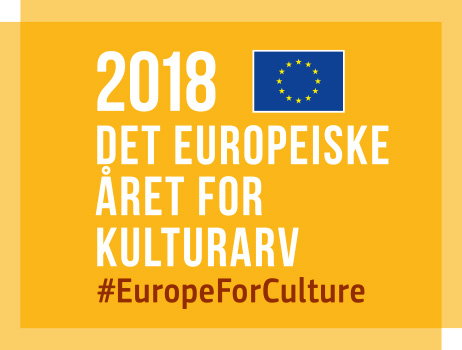 2018
DET EUROPEISKE
ÅRET FOR
KULTURARV
#EuropeForCulture